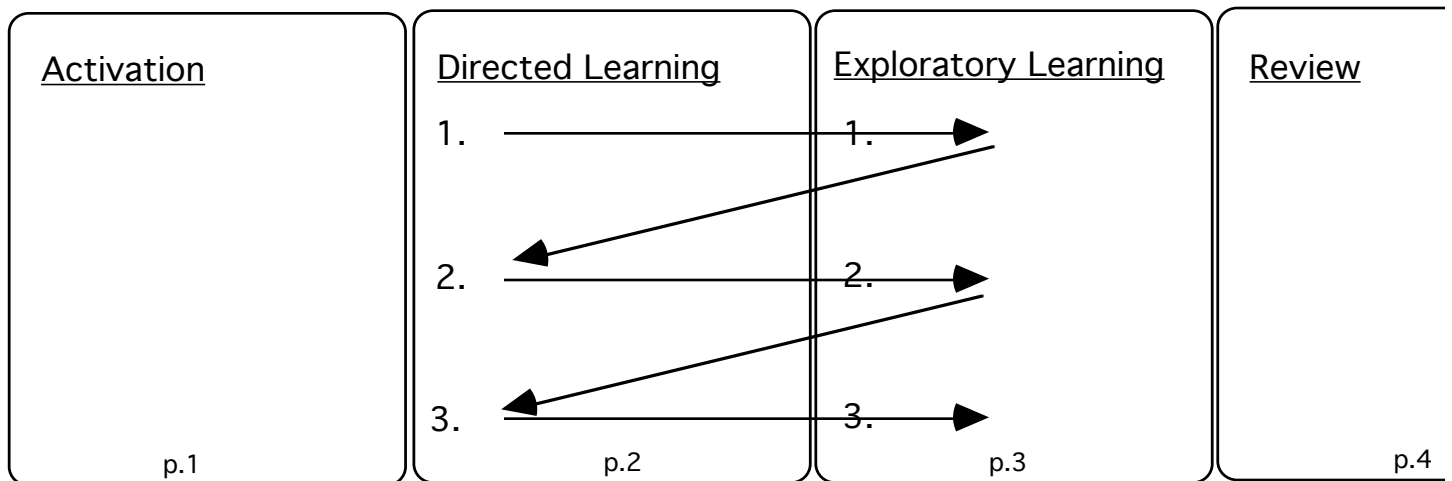 Activation
p.1
Directed Learning
1.
2.
3.
p.2
Exploratory Learning
1.
2.
3.
p.3
Review
p.4